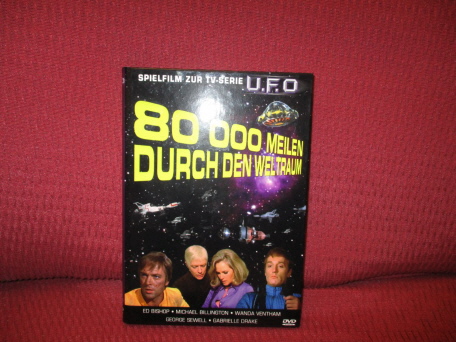 SPIELFILM ZUR TV-SERIE U.F.O
80 000 MEILEN
DURCH DEN WELTRAUM
ED BISHOP • MICHAEL BILLINGTON • WANDA VENTHAM
GEORGE SEWELL • GABRIELLE DRAKE
DVD